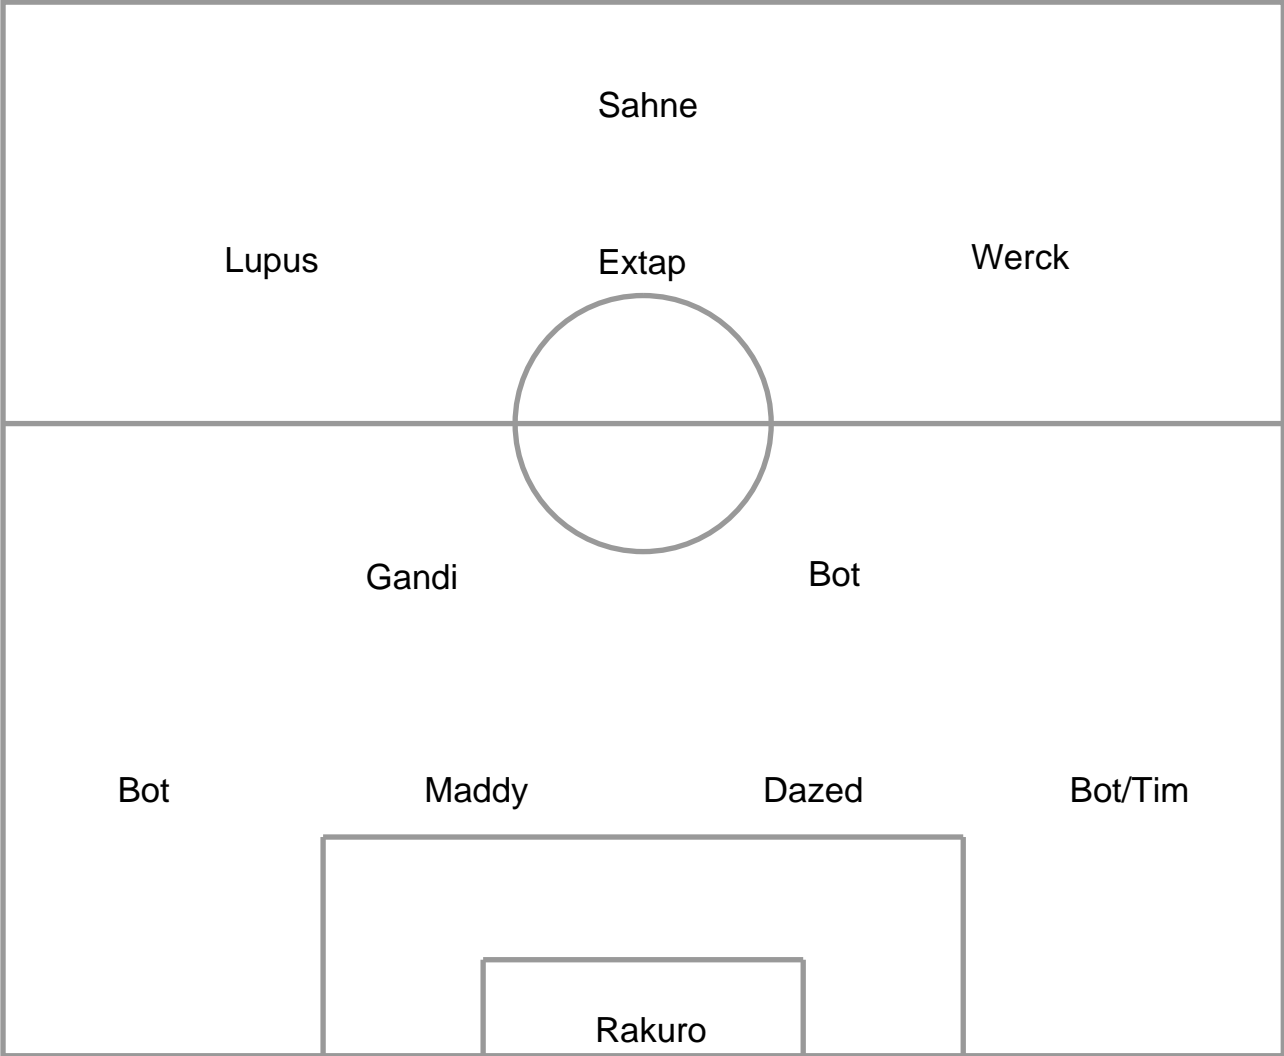 Sahne
Lupus Extap Werck
Gandi Bot
Bot Maddy Dazed Bot/Tim
Rakuro